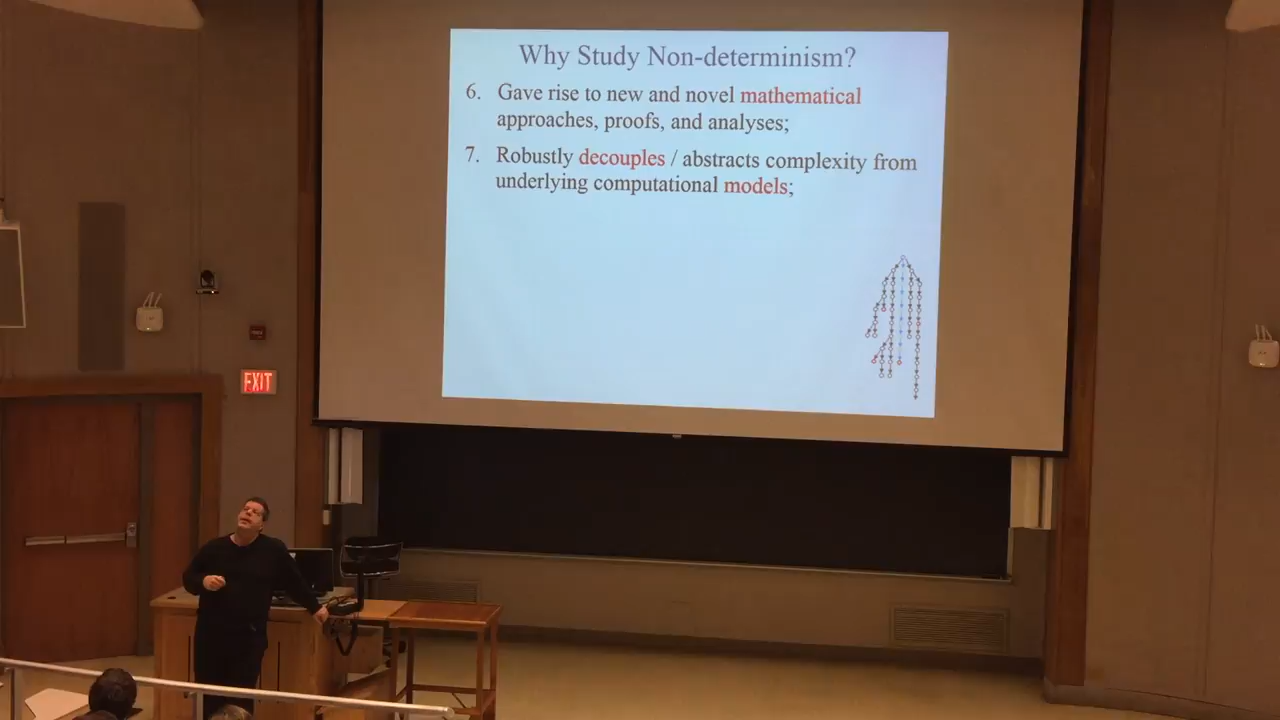 Why Study Non-determinism?
6. Gave rise to new and novel mathematical
approaches, proofs, and analyses;
7. Robustly decouples / abstracts complexity from
underlying computational models;
EXIT